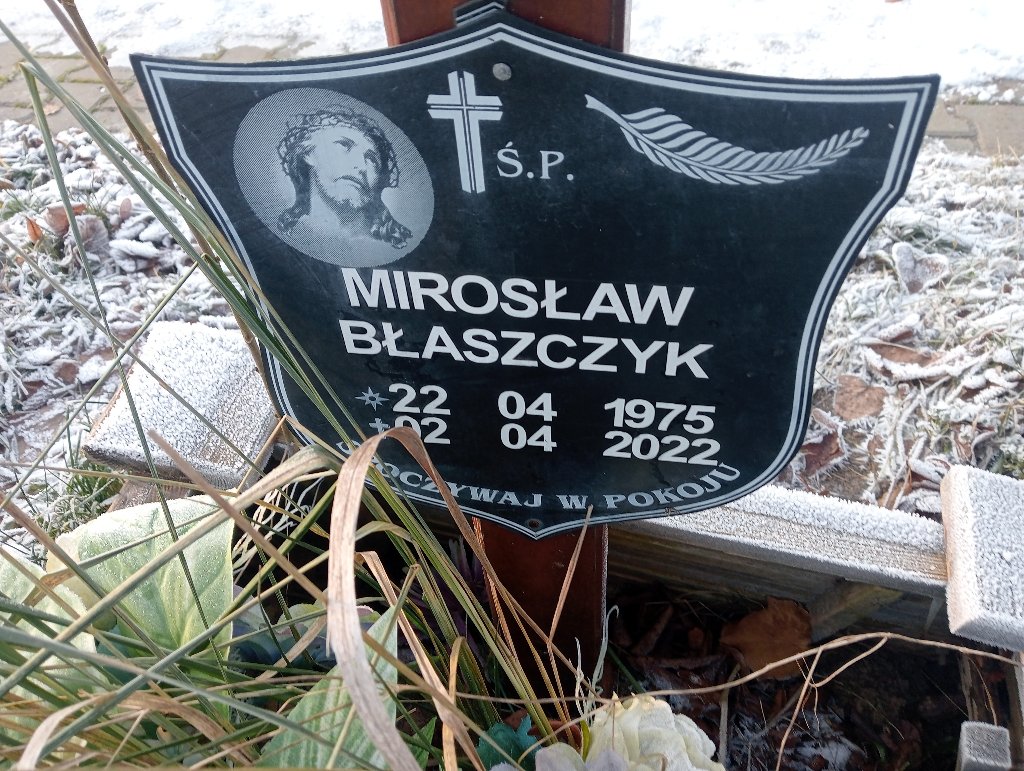 Ś.P.
MIROSŁAW
BŁASZCZYK
22 04 1975
02 04 2022
W POKOJU